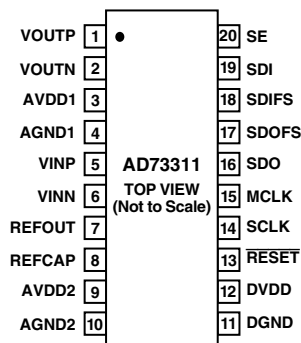 VOUTP 1 20 SE
VOUTN 2 19 SDI
AVDD1 3 18 SDIFS
AGND1 4 17 SDOFS
VINP 5 AD73311 16 SDO
VINN 6 TOP VIEW 15 MCLK
(Not to Scale)
REFOUT 7 14 SCLK
REFCAP 8 13 RESET
AVDD2 9 12 DVDD
AGND2 10 11 DGND